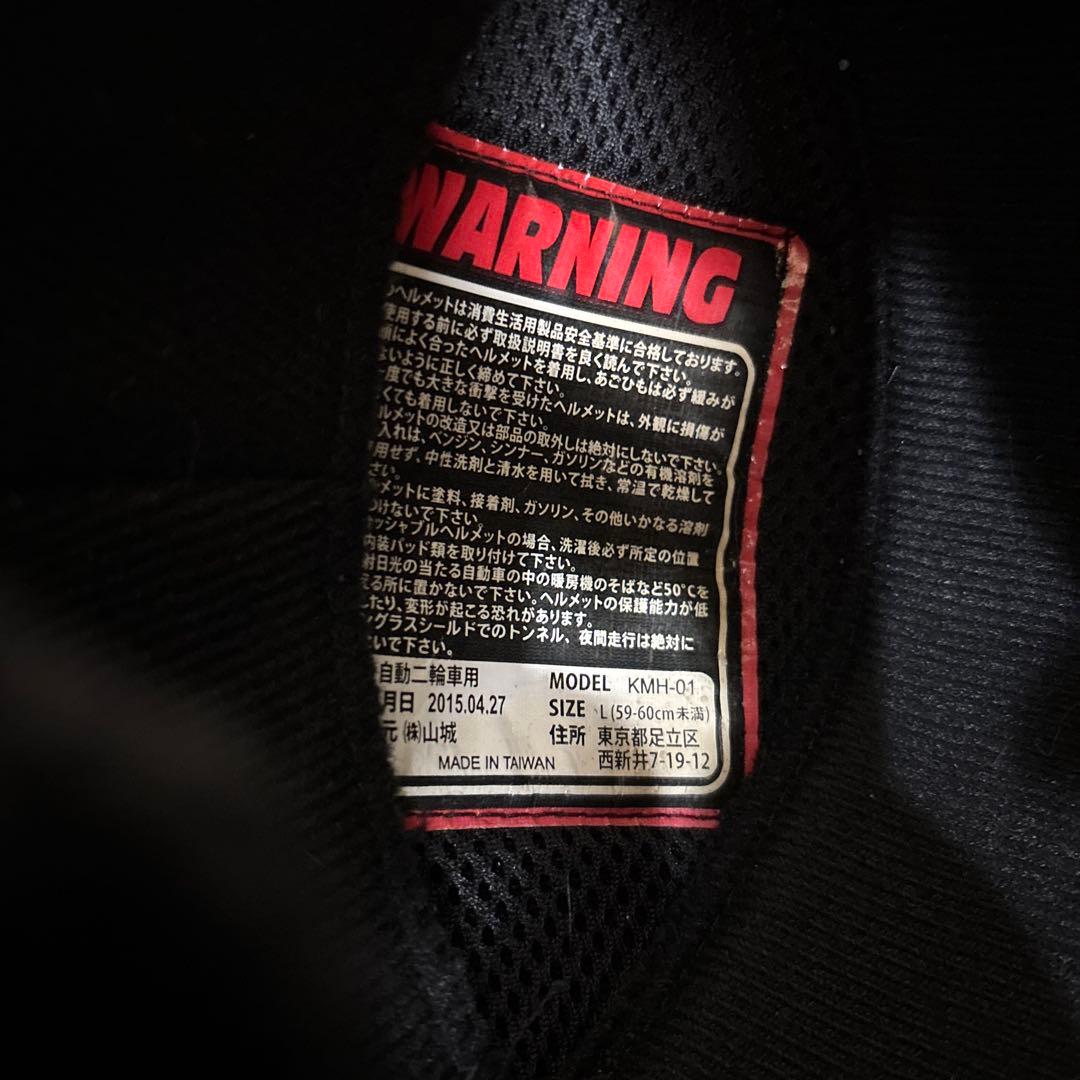 WARNING
ヘルメットは消費生活用製品安全基準に合格しております。
使用する前に必ず取扱説明書を良く読んで下さい。
によく合ったヘルメットを着用し、あごひもは必ず緩みが
ないように正しく締めて下さい。
度でも大きな衝撃を受けたヘルメットは、外観に損傷が
くても着用しないで下さい。
ルメットの改造又は部品の取外しは絶対にしないで下さい。
入れは、ベンジン、シンナー、ガソリンなどの有機溶剤を
用せず、中性洗剤と清水を用いて拭き、常温で乾燥して
さい。
メットに塗料、接着剤、ガソリン、その他いかなる溶剤
つけないで下さい。
ッシャブルヘルメットの場合、洗濯後必ず所定の位置
内装パッド類を取り付けて下さい。
射日光の当たる自動車の中の暖房機のそばなど50℃を
える所に置かないで下さい。ヘルメットの保護能力が低
たり、変形が起こる恐れがあります。
グラスシールドでのトンネル、夜間走行は絶対に
いで下さい。
自動二輪車用 MODEL KMH-01
月日 2015.04.27 SIZE L (59-60cm未満)
元 ㈱山城 住所 東京都足立区
西新井7-19-12
MADE IN TAIWAN